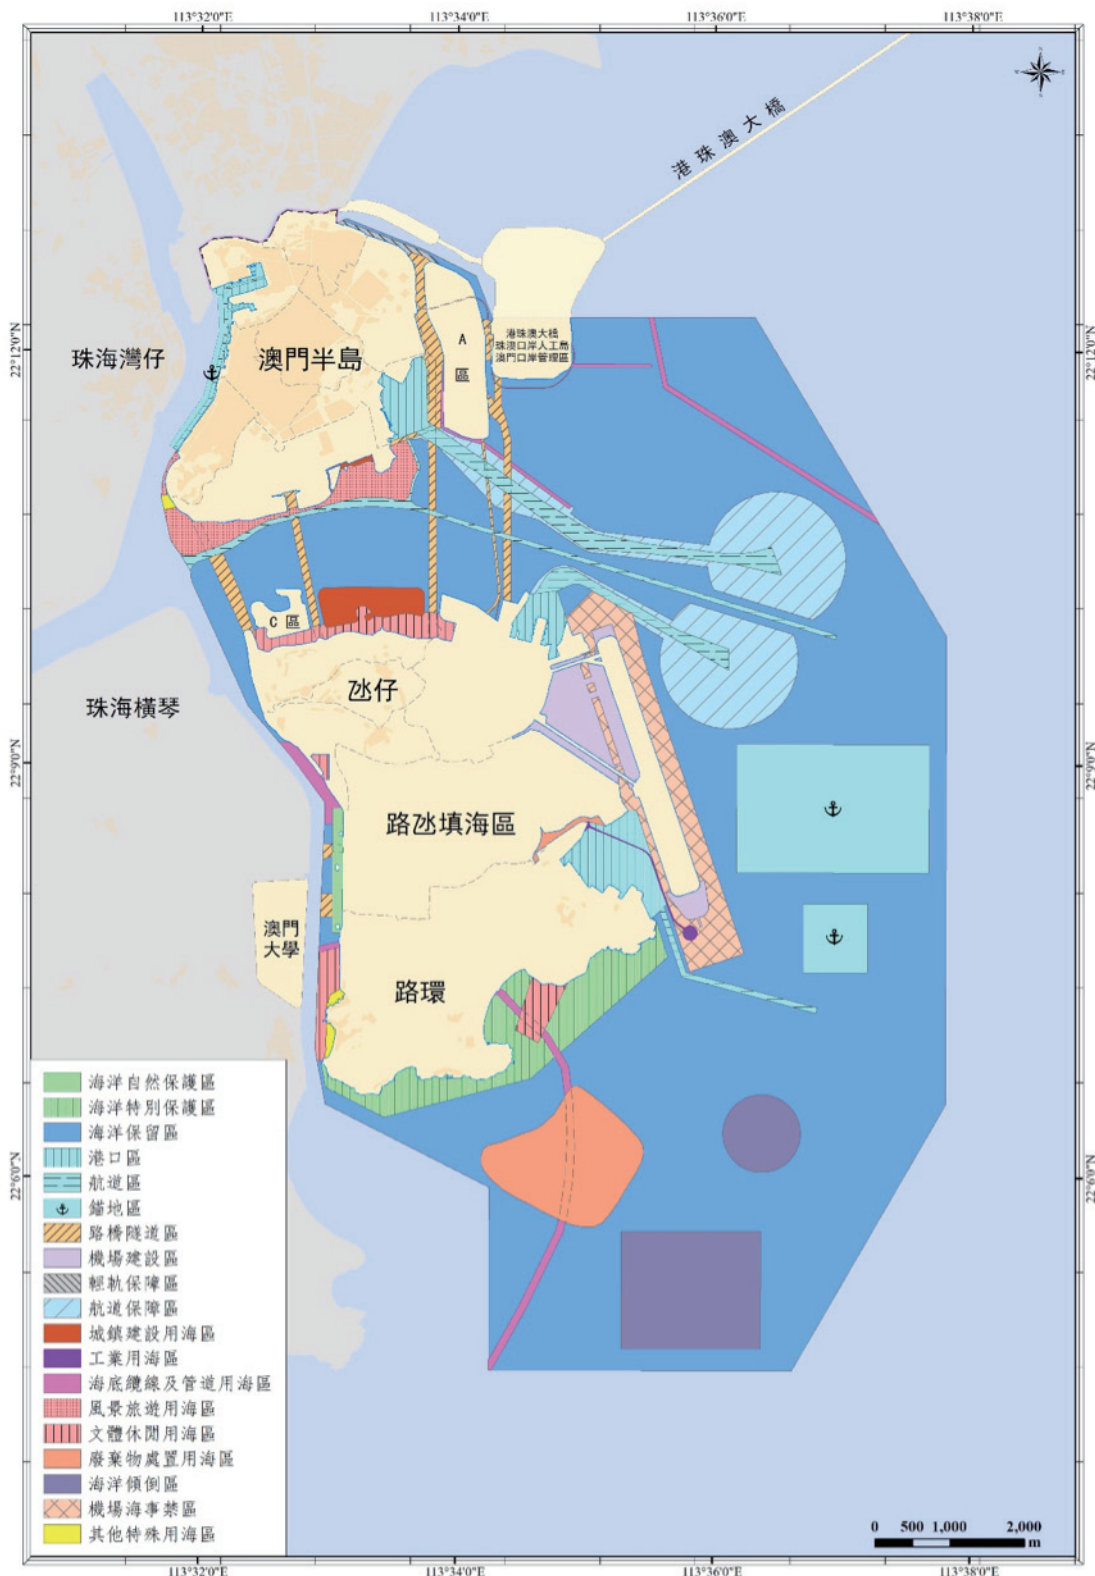 113°32'0"E
113°34'0"E
113°36'0"E
113°38'0"E
港珠澳大橋
22°12'0"N
22°12'0"N
珠海灣仔
澳門半島
A
區
港珠澳大橋
珠澳口岸人工島
澳門口岸管理區
C區
氹仔
珠海橫琴
22°9'0"N
22°9'0"N
路氹填海區
澳門
大學
路環
22°6'0"N
22°6'0"N
海洋自然保護區
海洋特別保護區
海洋保留區
港口區
航道區
錨地區
路橋隧道區
機場建設區
輕軌保障區
航道保障區
城鎮建設用海區
工業用海區
海底纜線及管道用海區
風景旅遊用海區
文體休閒用海區
廢棄物處置用海區
海洋傾倒區
機場海事禁區
其他特殊用海區
0 500 1,000 2,000
m
113°32'0"E
113°34'0"E
113°36'0"E
113°38'0"E